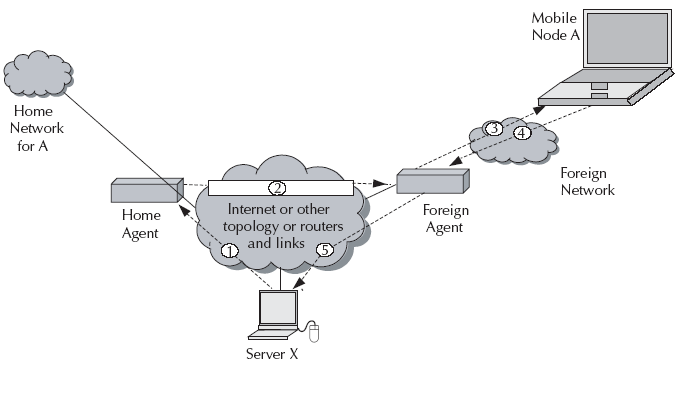 Mobile
Node A
Home
Network
for A
3
4
Foreign
Network
2
Home
Agent
Internet or other
topology or routers
and links
Foreign
Agent
1
5
Server X